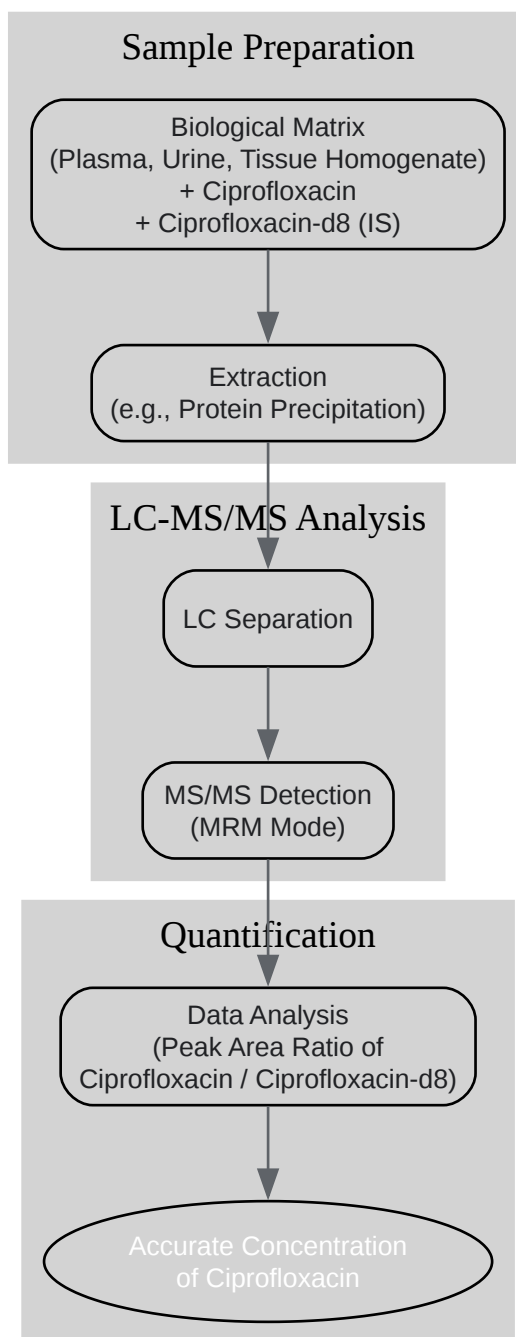 Sample Preparation
Biological Matrix
(Plasma, Urine, Tissue Homogenate)
+ Ciprofloxacin
+ Ciprofloxacin-d8 (IS)
Extraction
(e.g., Protein Precipitation)
LC-MS/MS Analysis
LC Separation
MS/MS Detection
(MRM Mode)
Quantification
Data Analysis
(Peak Area Ratio of
Ciprofloxacin / Ciprofloxacin-d8)
Accurate Concentration
of Ciprofloxacin